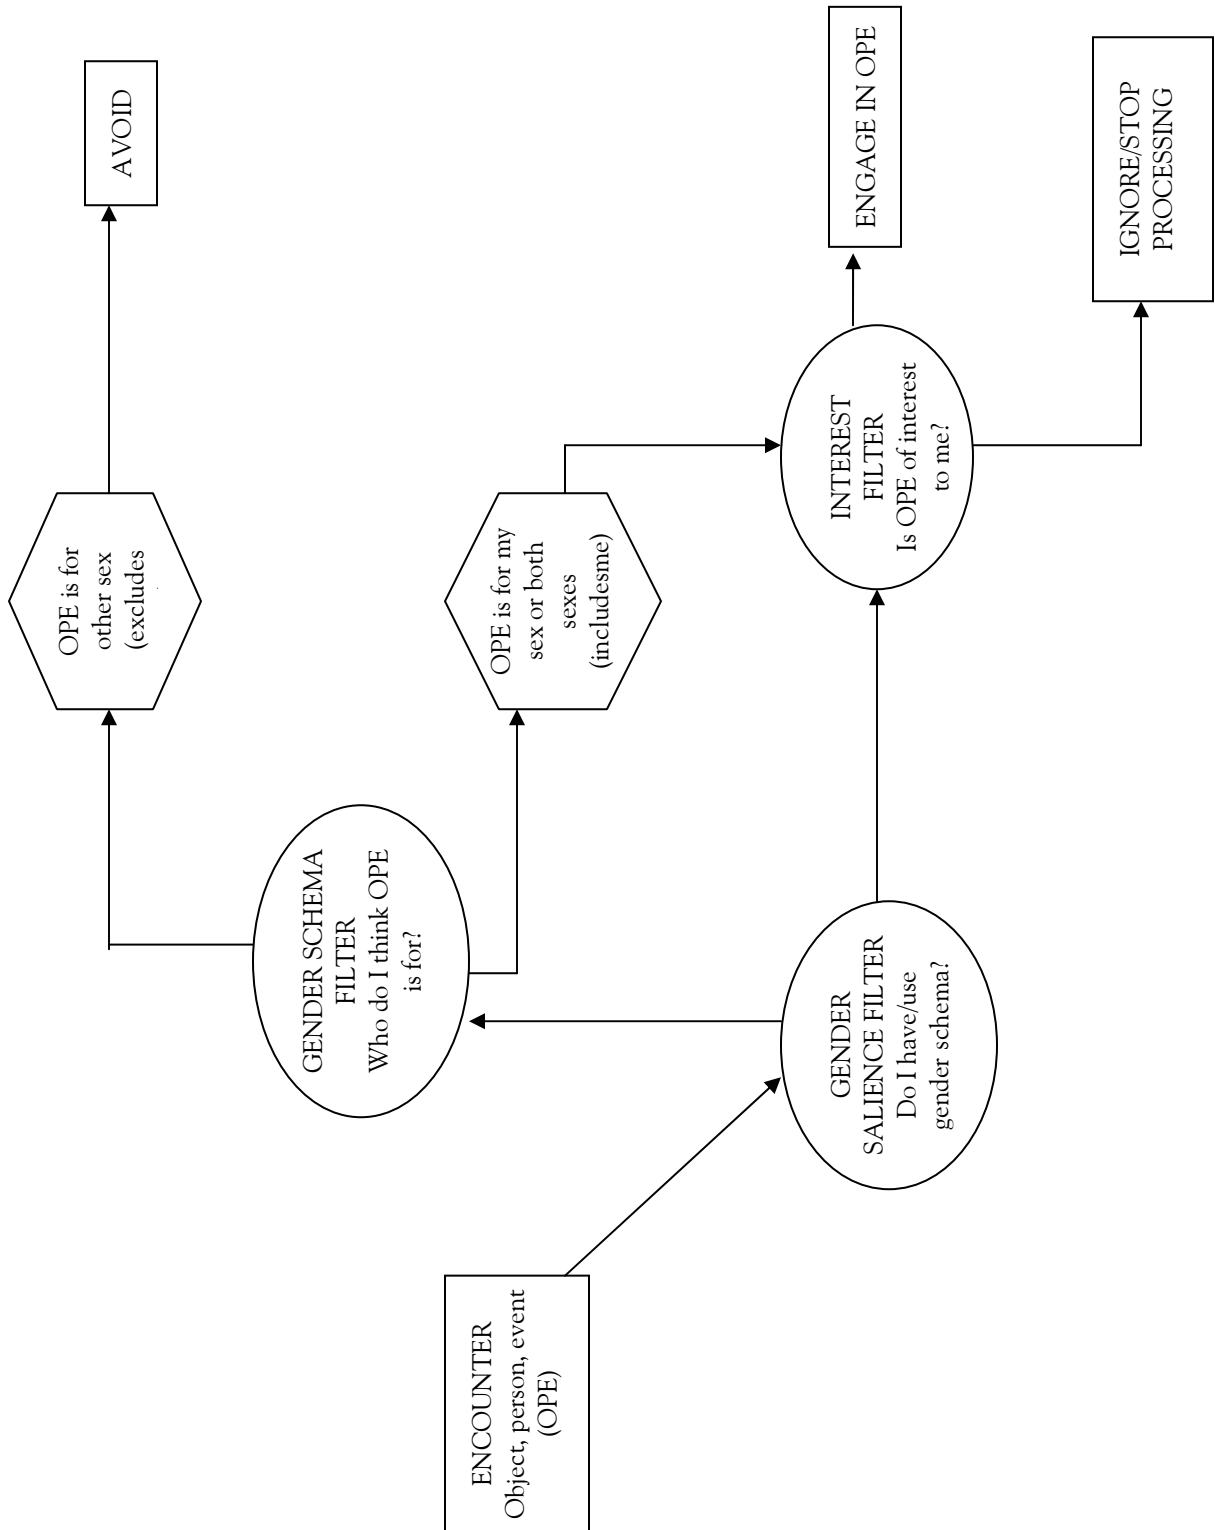 ENCOUNTER
Object, person, event
(OPE)
GENDER
SALIENCE FILTER
Do I have/use
gender schema?
GENDER SCHEMA
FILTER
Who do I think OPE
is for?
OPE is for
other sex
(excludes
OPE is for my
sex or both
sexes
(includesme)
INTEREST
FILTER
Is OPE of interest
to me?
AVOID
ENGAGE IN OPE
IGNORE/STOP
PROCESSING